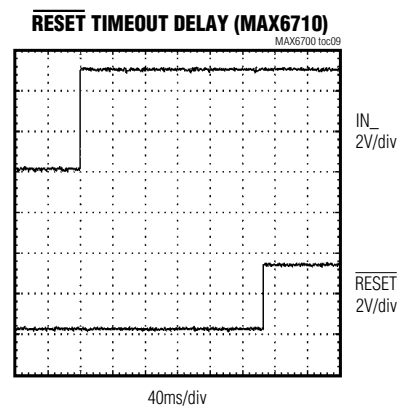 RESET TIMEOUT DELAY (MAX6710)
MAX6700 toc09
IN_
2V/div
RESET
2V/div
40ms/div